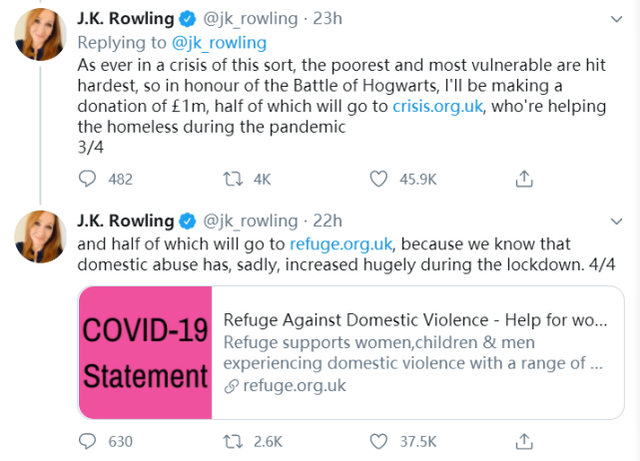 J.K. Rowling @jk_rowling · 23h
Replying to @jk_rowling
As ever in a crisis of this sort, the poorest and most vulnerable are hit
hardest, so in honour of the Battle of Hogwarts, I'll be making a
donation of £1m, half of which will go to crisis.org.uk, who're helping
the homeless during the pandemic
3/4
482 4K 45.9K
J.K. Rowling @jk_rowling · 22h
and half of which will go to refuge.org.uk, because we know that
domestic abuse has, sadly, increased hugely during the lockdown. 4/4
COVID-19
Statement
Refuge Against Domestic Violence - Help for wo...
Refuge supports women,children & men
experiencing domestic violence with a range of ...
refuge.org.uk
630 2.6K 37.5K